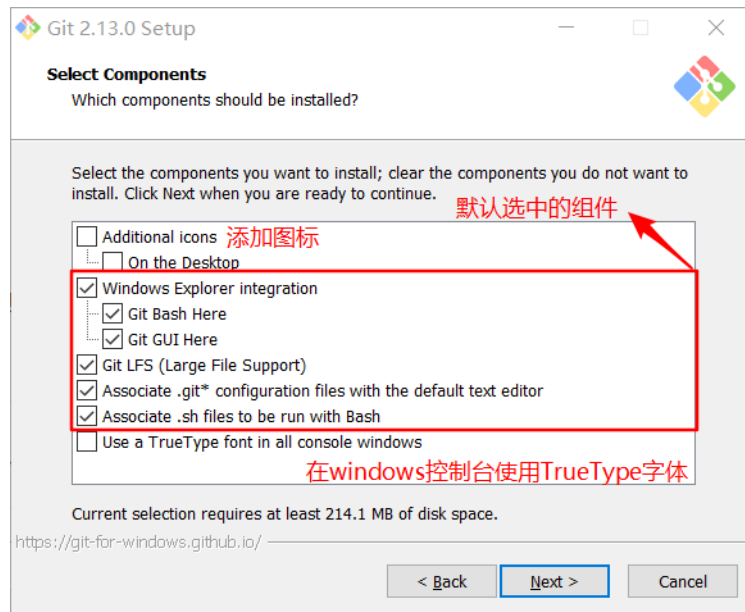 Git 2.13.0 Setup
Select Components
Which components should be installed?
Select the components you want to install; clear the components you do not want to
install. Click Next when you are ready to continue.
默认选中的组件
Additional icons 添加图标
On the Desktop
Windows Explorer integration
Git Bash Here
Git GUI Here
Git LFS (Large File Support)
Associate .git* configuration files with the default text editor
Associate .sh files to be run with Bash
Use a TrueType font in all console windows
在windows控制台使用TrueType字体
Current selection requires at least 214.1 MB of disk space.
https://git-for-windows.github.io/
< Back Next > Cancel